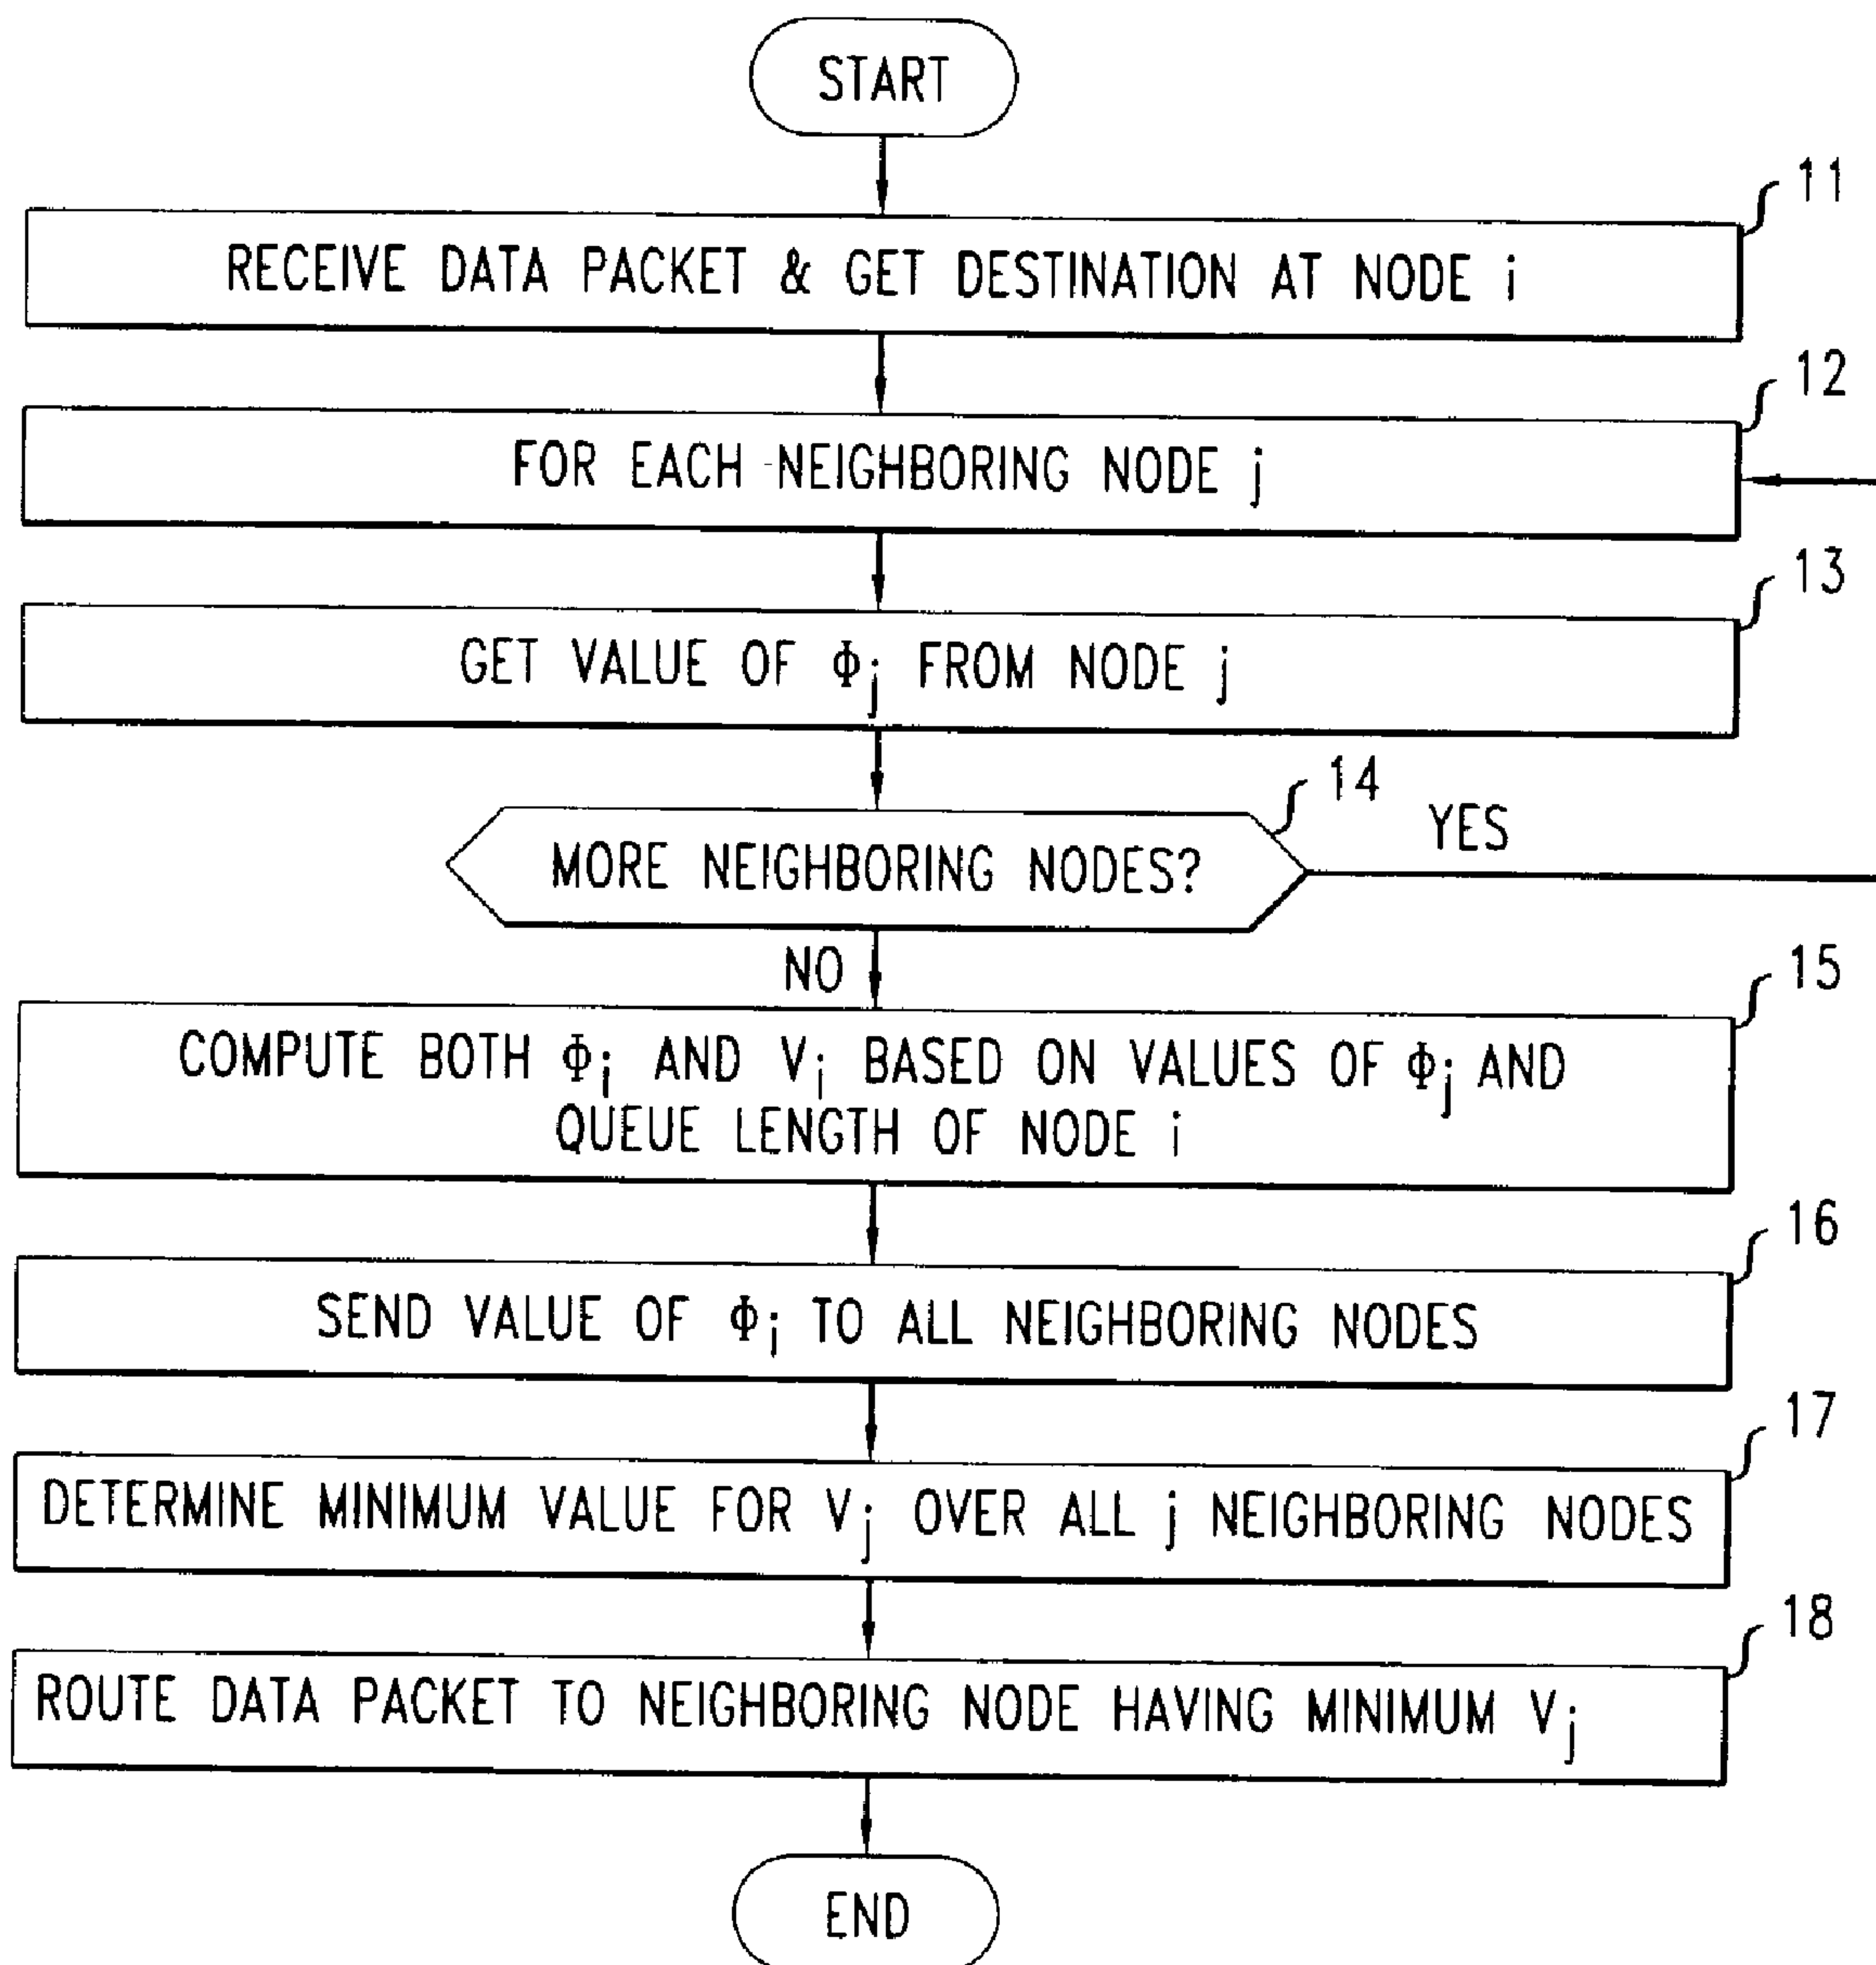 START
11
RECEIVE DATA PACKET & GET DESTINATION AT NODE i
12
FOR EACH NEIGHBORING NODE j
13
GET VALUE OF Φj FROM NODE j
14
MORE NEIGHBORING NODES?
YES
NO
15
COMPUTE BOTH Φi AND Vi BASED ON VALUES OF Φj AND
QUEUE LENGTH OF NODE i
16
SEND VALUE OF Φi TO ALL NEIGHBORING NODES
17
DETERMINE MINIMUM VALUE FOR Vj OVER ALL j NEIGHBORING NODES
18
ROUTE DATA PACKET TO NEIGHBORING NODE HAVING MINIMUM Vj
END